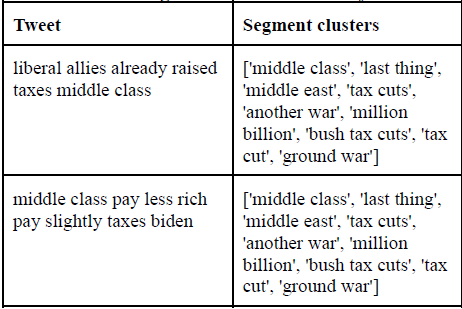 Tweet
Segment clusters
liberal allies already raised
taxes middle class
['middle class', 'last thing',
'middle east', 'tax cuts',
'another war', 'million
billion', 'bush tax cuts', 'tax
cut', 'ground war']
middle class pay less rich
pay slightly taxes biden
['middle class', 'last thing',
'middle east', 'tax cuts',
'another war', 'million
billion', 'bush tax cuts', 'tax
cut', 'ground war']